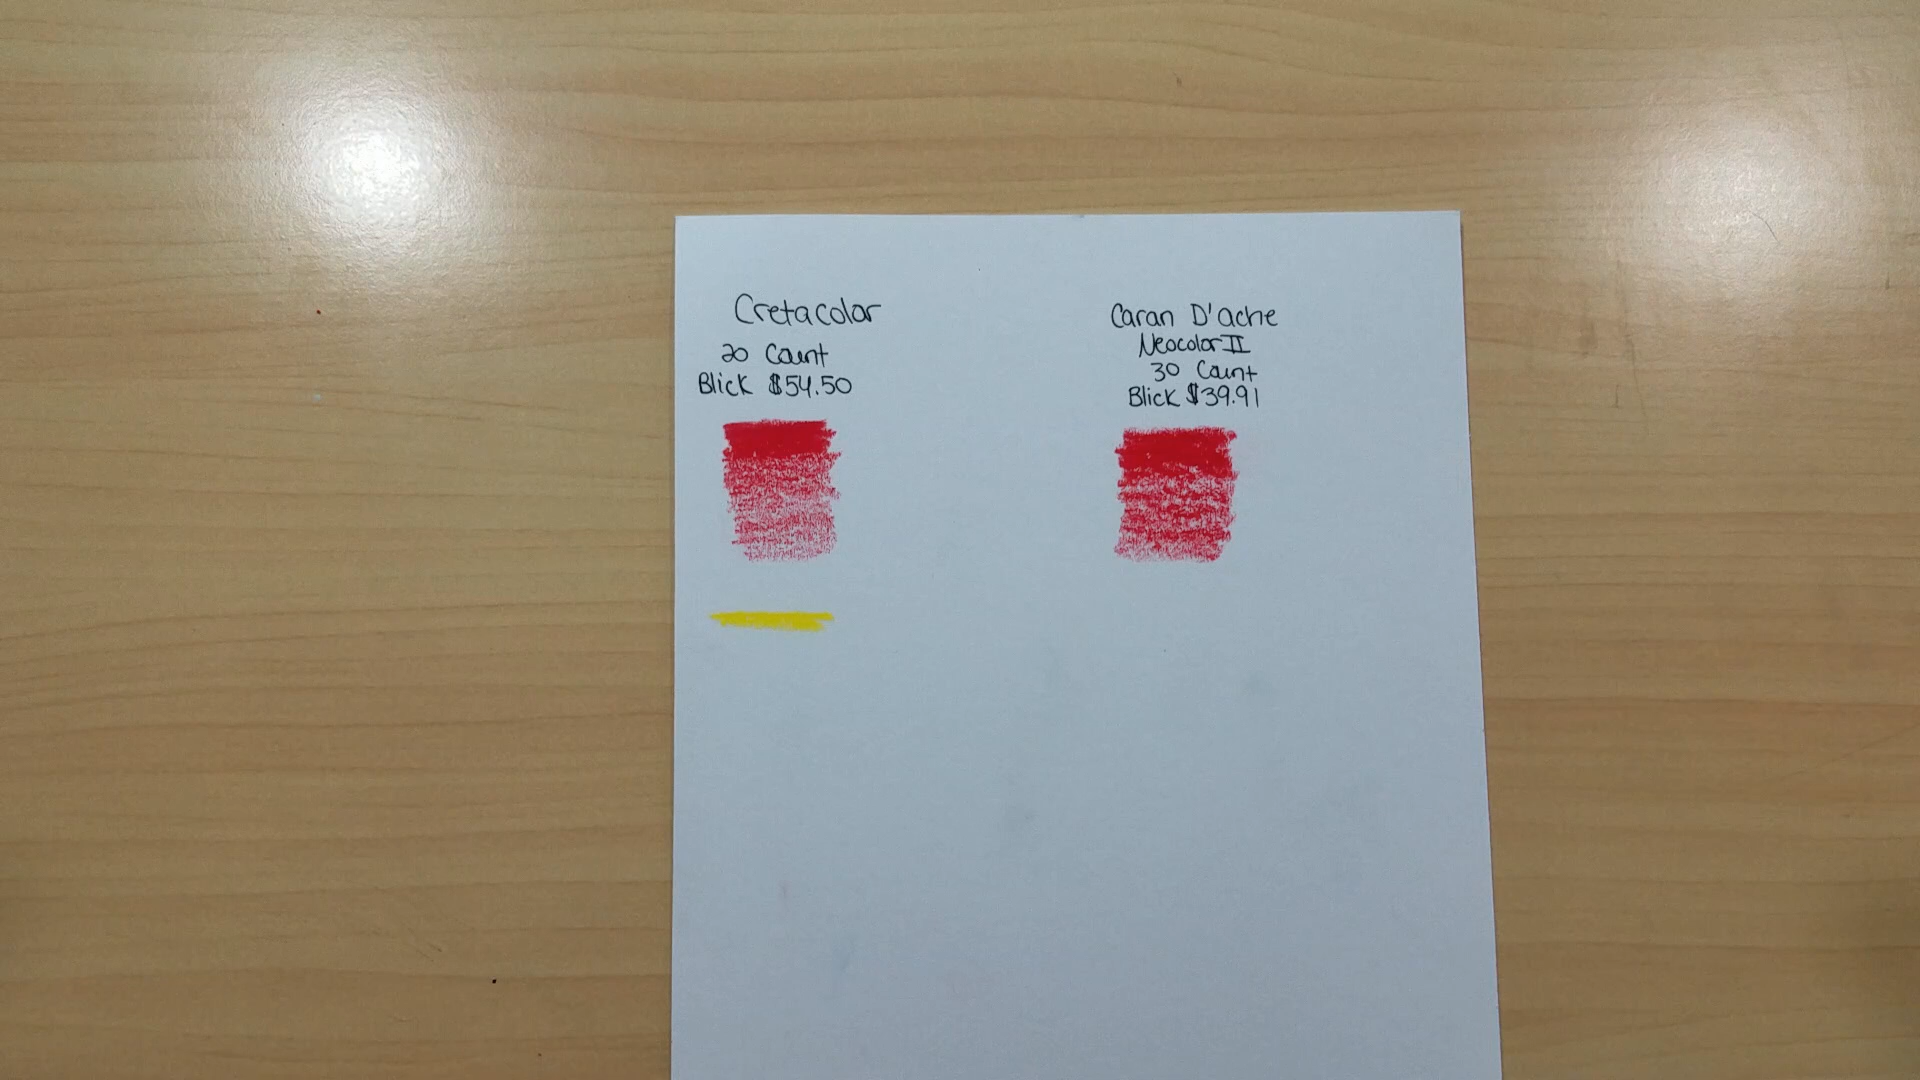 Cretacolor
20 Count
Blick $54.50
Caran D'ache
Neocolor II
30 Count
Blick $39.91